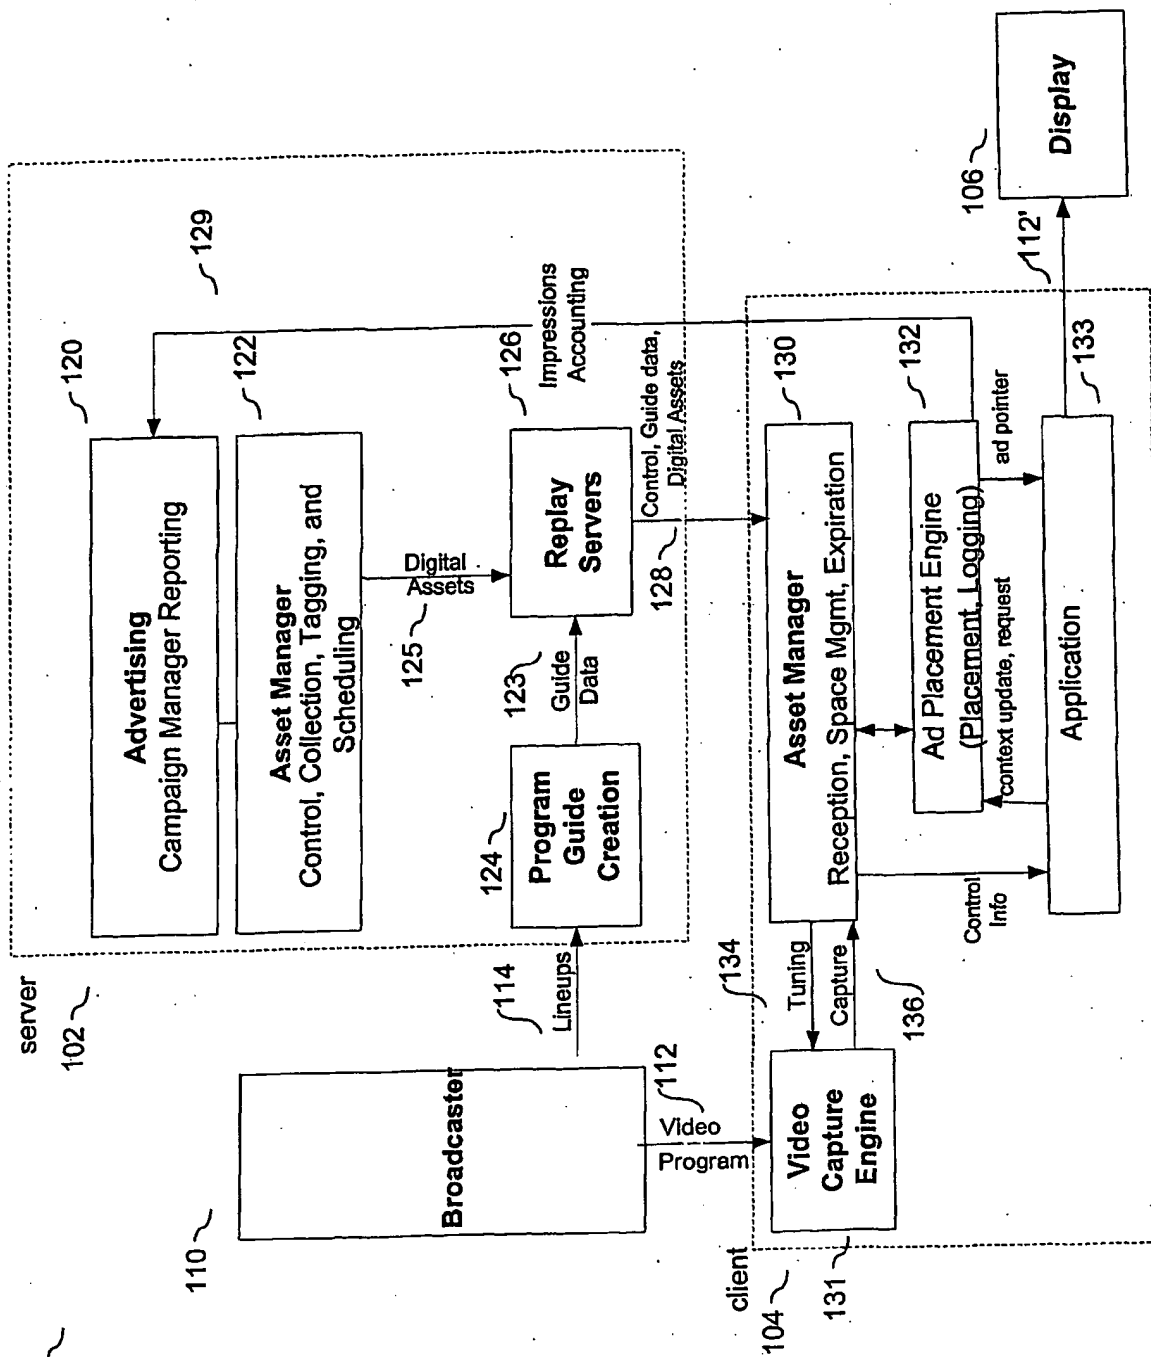 server
102
120
129
Advertising
Campaign Manager Reporting
122
Asset Manager
Control, Collection, Tagging, and
Scheduling
Digital
Assets
125
126
Impressions
Accounting
110
Broadcaster
114
Lineups
124
Program
Guide
Creation
123
Guide
Data
Replay
Servers
Control, Guide data,
Digital Assets
128
112
Video
Program
client
104
131
Video
Capture
Engine
134
Tuning
Capture
136
130
Asset Manager
Reception, Space Mgmt, Expiration
132
Ad Placement Engine
(Placement, Logging)
context update, request
ad pointer
Control
Info
133
Application
112'
106
Display